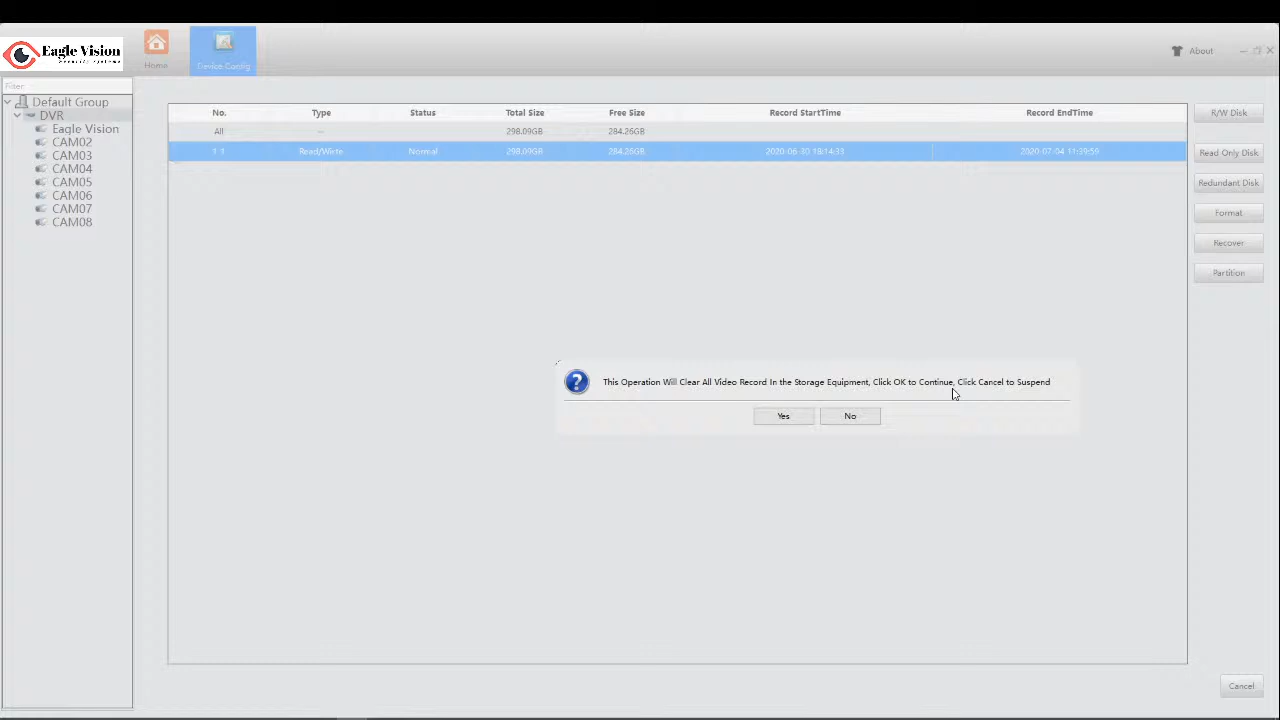 Eagle Vision
Home
Device Config
About
Filter:
Default Group
DVR
Eagle Vision
CAM02
CAM03
CAM04
CAM05
CAM06
CAM07
CAM08
No. Type Status Total Size Free Size Record StartTime Record EndTime
All -- 298.09GB 284.26GB
1-1 Read/Wirte Normal 298.09GB 284.26GB 2020-06-30 18:14:33 2020-07-04 11:39:59
R/W Disk
Read Only Disk
Redundant Disk
Format
Recover
Partition
This Operation Will Clear All Video Record In the Storage Equipment, Click OK to Continue, Click Cancel to Suspend
Yes No
Cancel